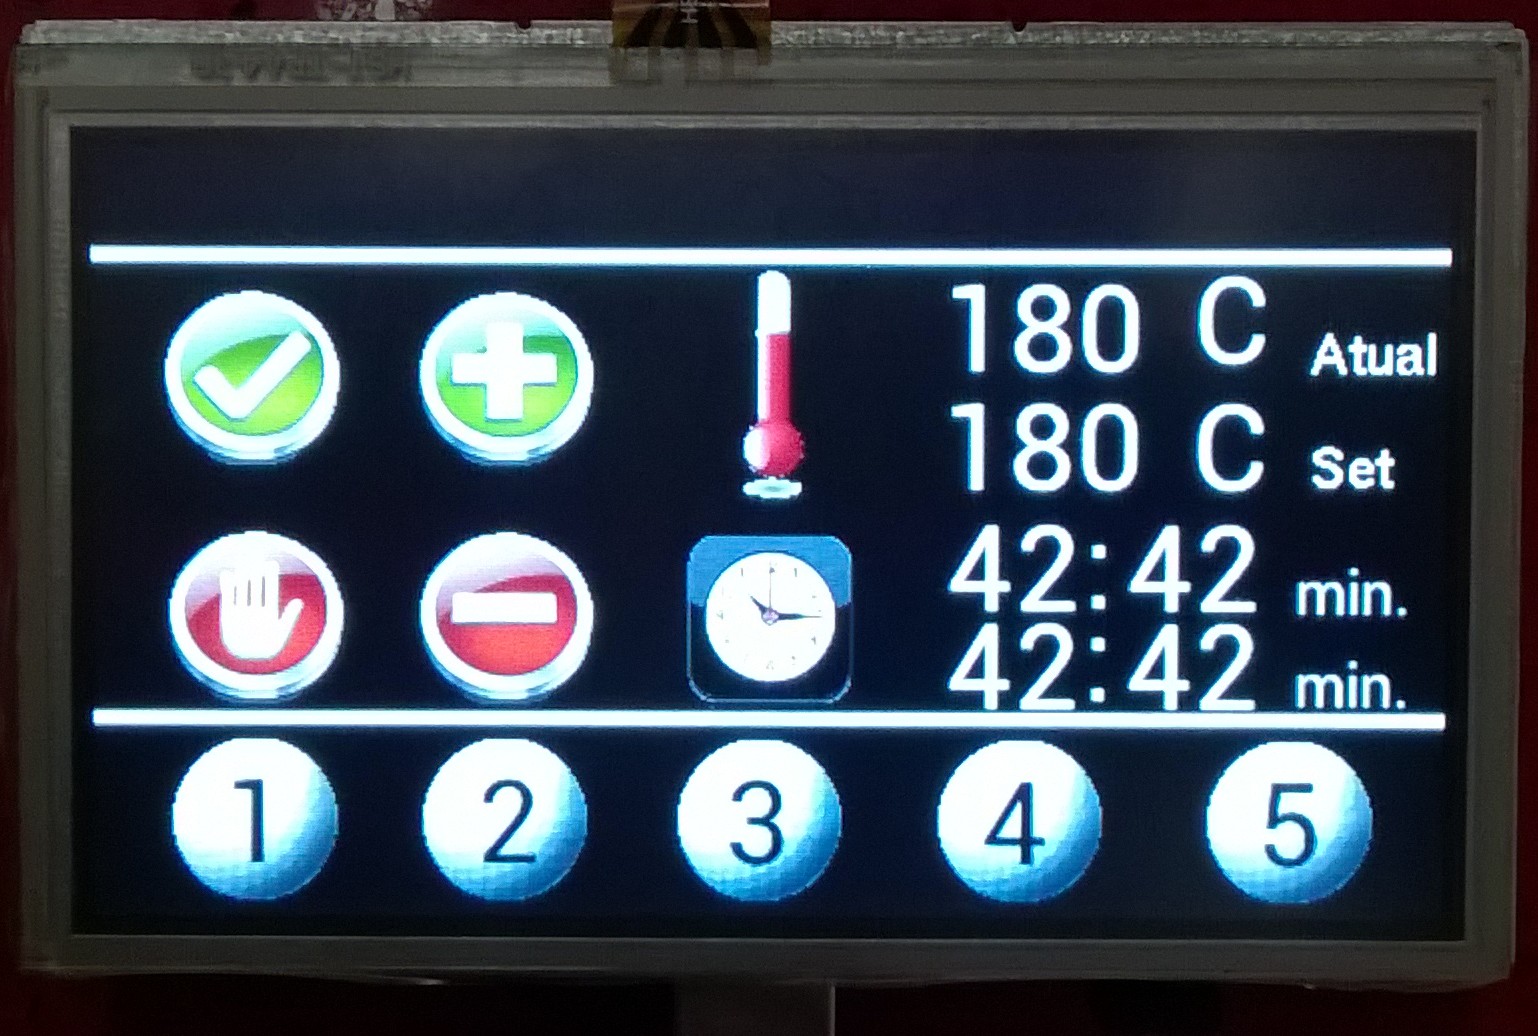 180 C Atual
180 C Set
42:42 min.
42:42 min.
1 2 3 4 5